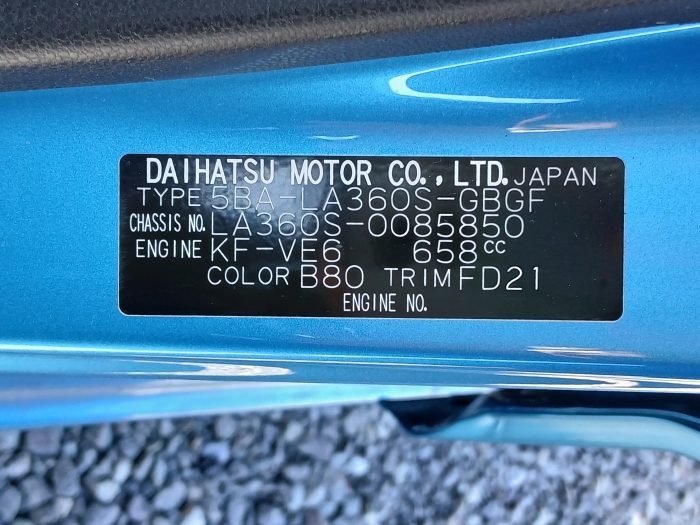 DAIHATSU MOTOR CO., LTD. JAPAN
TYPE 5BA-LA360S-GBGF
CHASSIS NO. LA360S-0085850
ENGINE KF-VE6 658cc
COLOR B80 TRIM FD21
ENGINE NO.